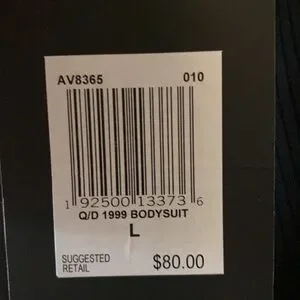 AV8365 010
1 92500 13373 6
Q/D 1999 BODYSUIT
L
SUGGESTED
RETAIL $80.00